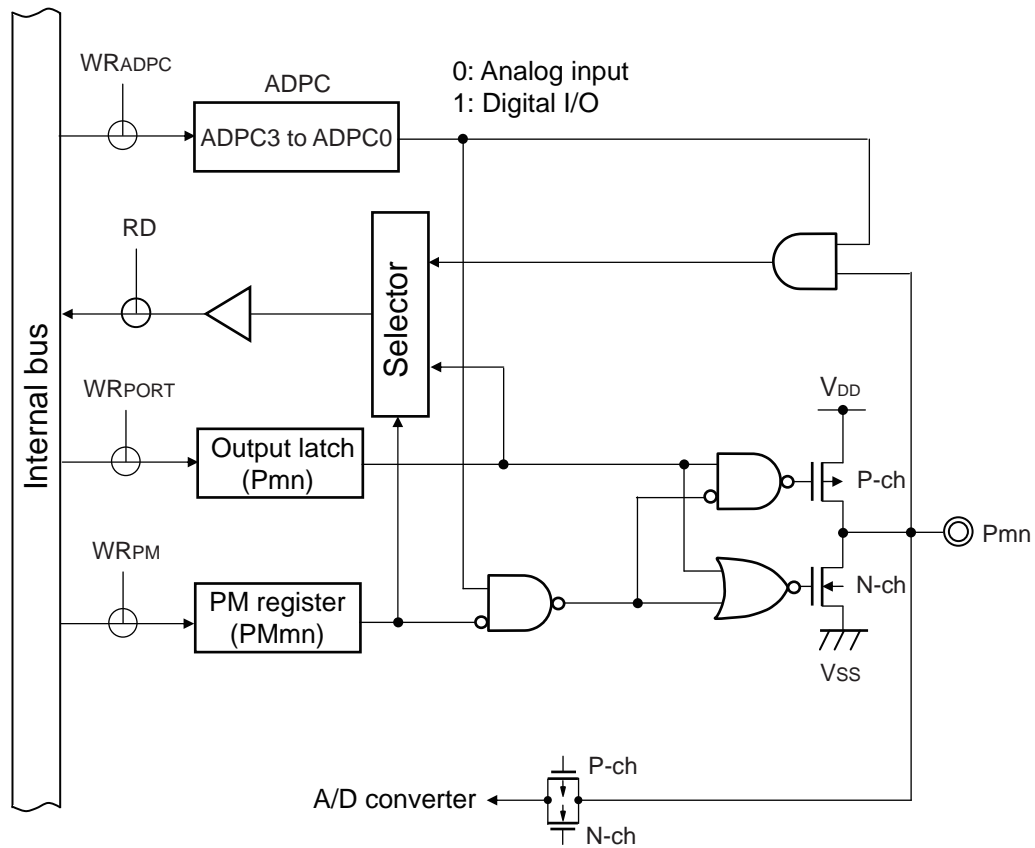 WRADPC
ADPC
0: Analog input
1: Digital I/O
ADPC3 to ADPC0
RD
Selector
Internal bus
WRPORT
Output latch
(Pmn)
VDD
P-ch
Pmn
WRPM
PM register
(PMmn)
N-ch
VSS
P-ch
A/D converter
N-ch